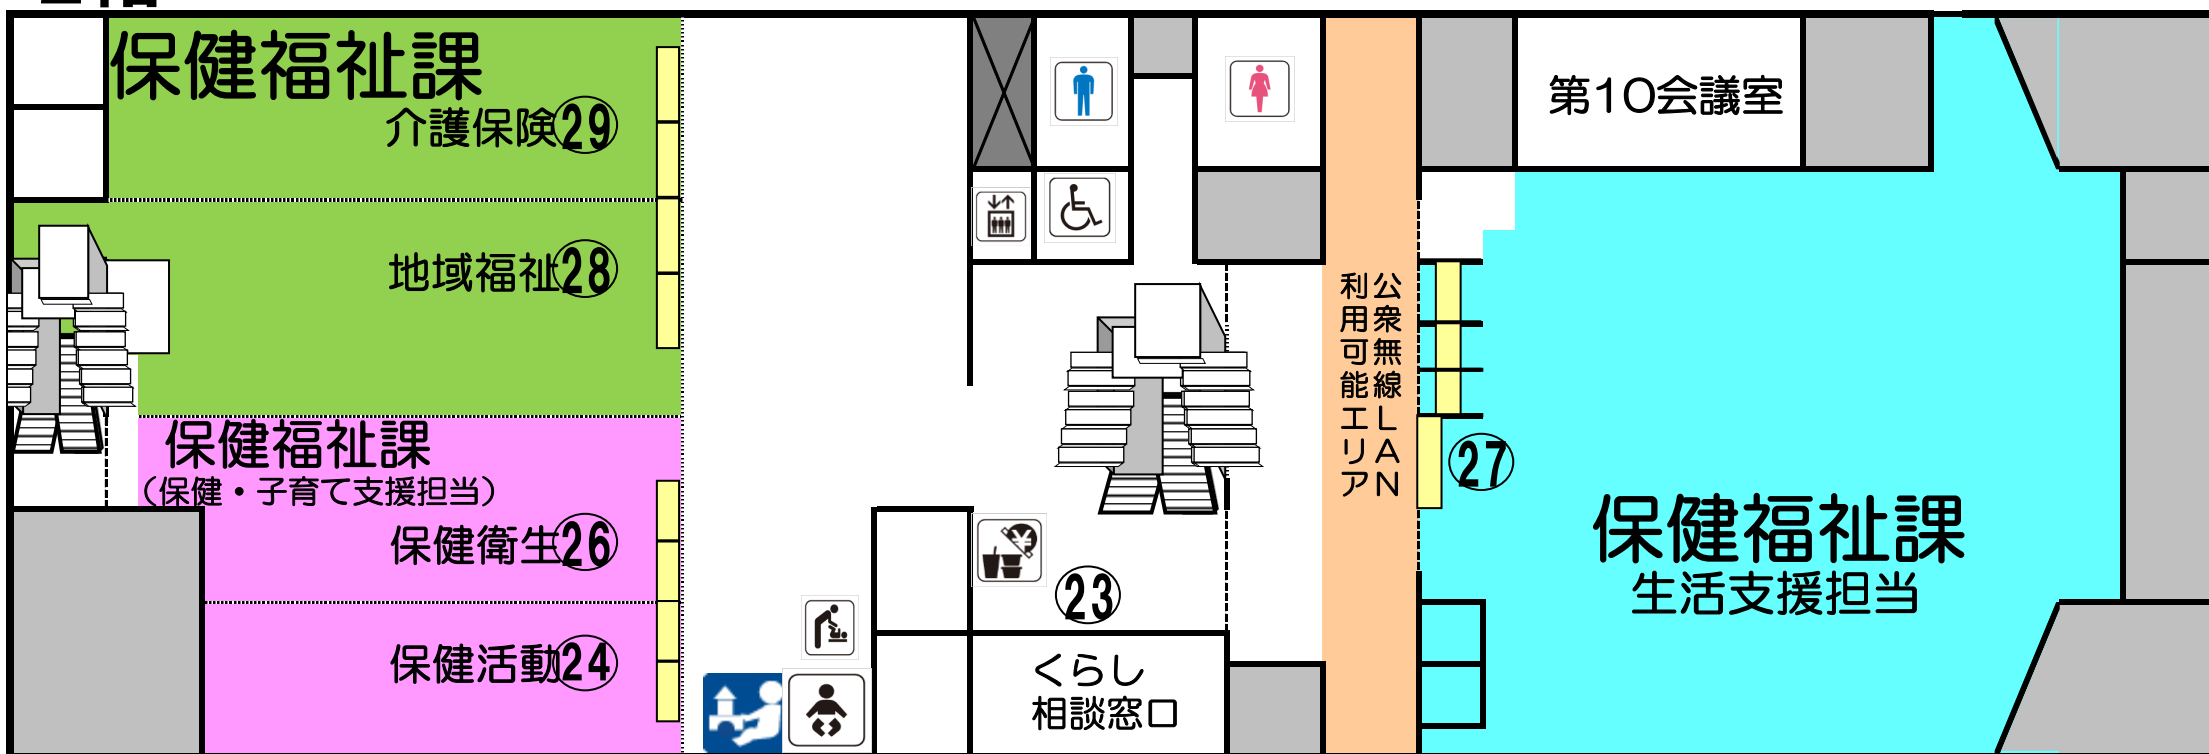 保健福祉課
介護保険㉙
地域福祉㉘
保健福祉課
（保健・子育て支援担当）
保健衛生㉖
保健活動㉔
㉓
くらし
相談窓口
公衆無線LAN
利用可能エリア
第10会議室
㉗
保健福祉課
生活支援担当